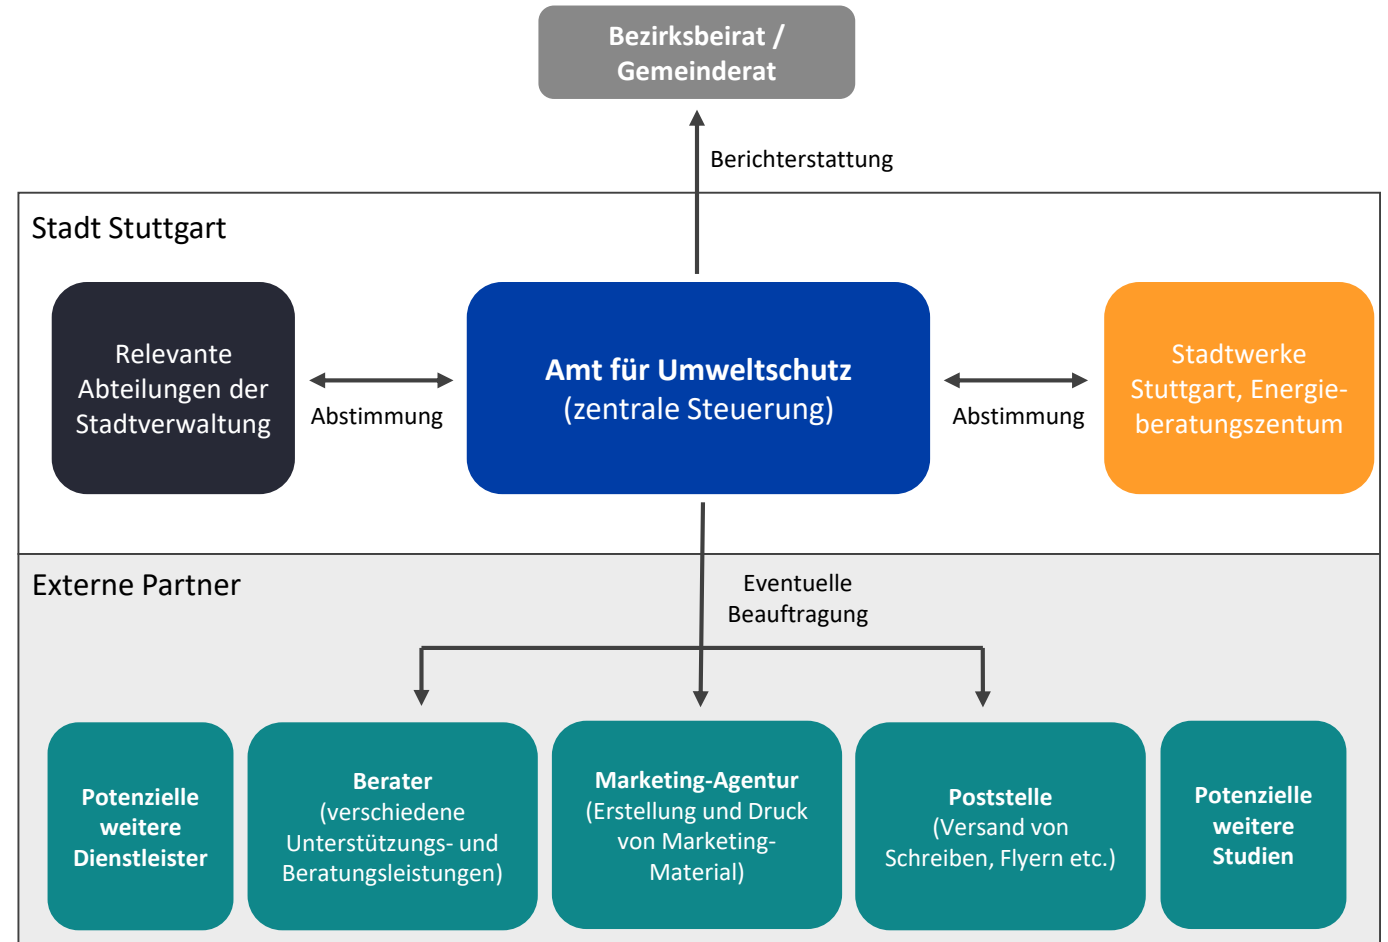 Bezirksbeirat /
Gemeinderat
Berichterstattung
Stadt Stuttgart
Relevante
Abteilungen der
Stadtverwaltung
Abstimmung
Amt für Umweltschutz
(zentrale Steuerung)
Abstimmung
Stadtwerke
Stuttgart, Energie-
beratungszentum
Externe Partner
Eventuelle
Beauftragung
Potenzielle
weitere
Dienstleister
Berater
(verschiedene
Unterstützungs- und
Beratungsleistungen)
Marketing-Agentur
(Erstellung und Druck
von Marketing-
Material)
Poststelle
(Versand von
Schreiben, Flyern etc.)
Potenzielle
weitere
Studien